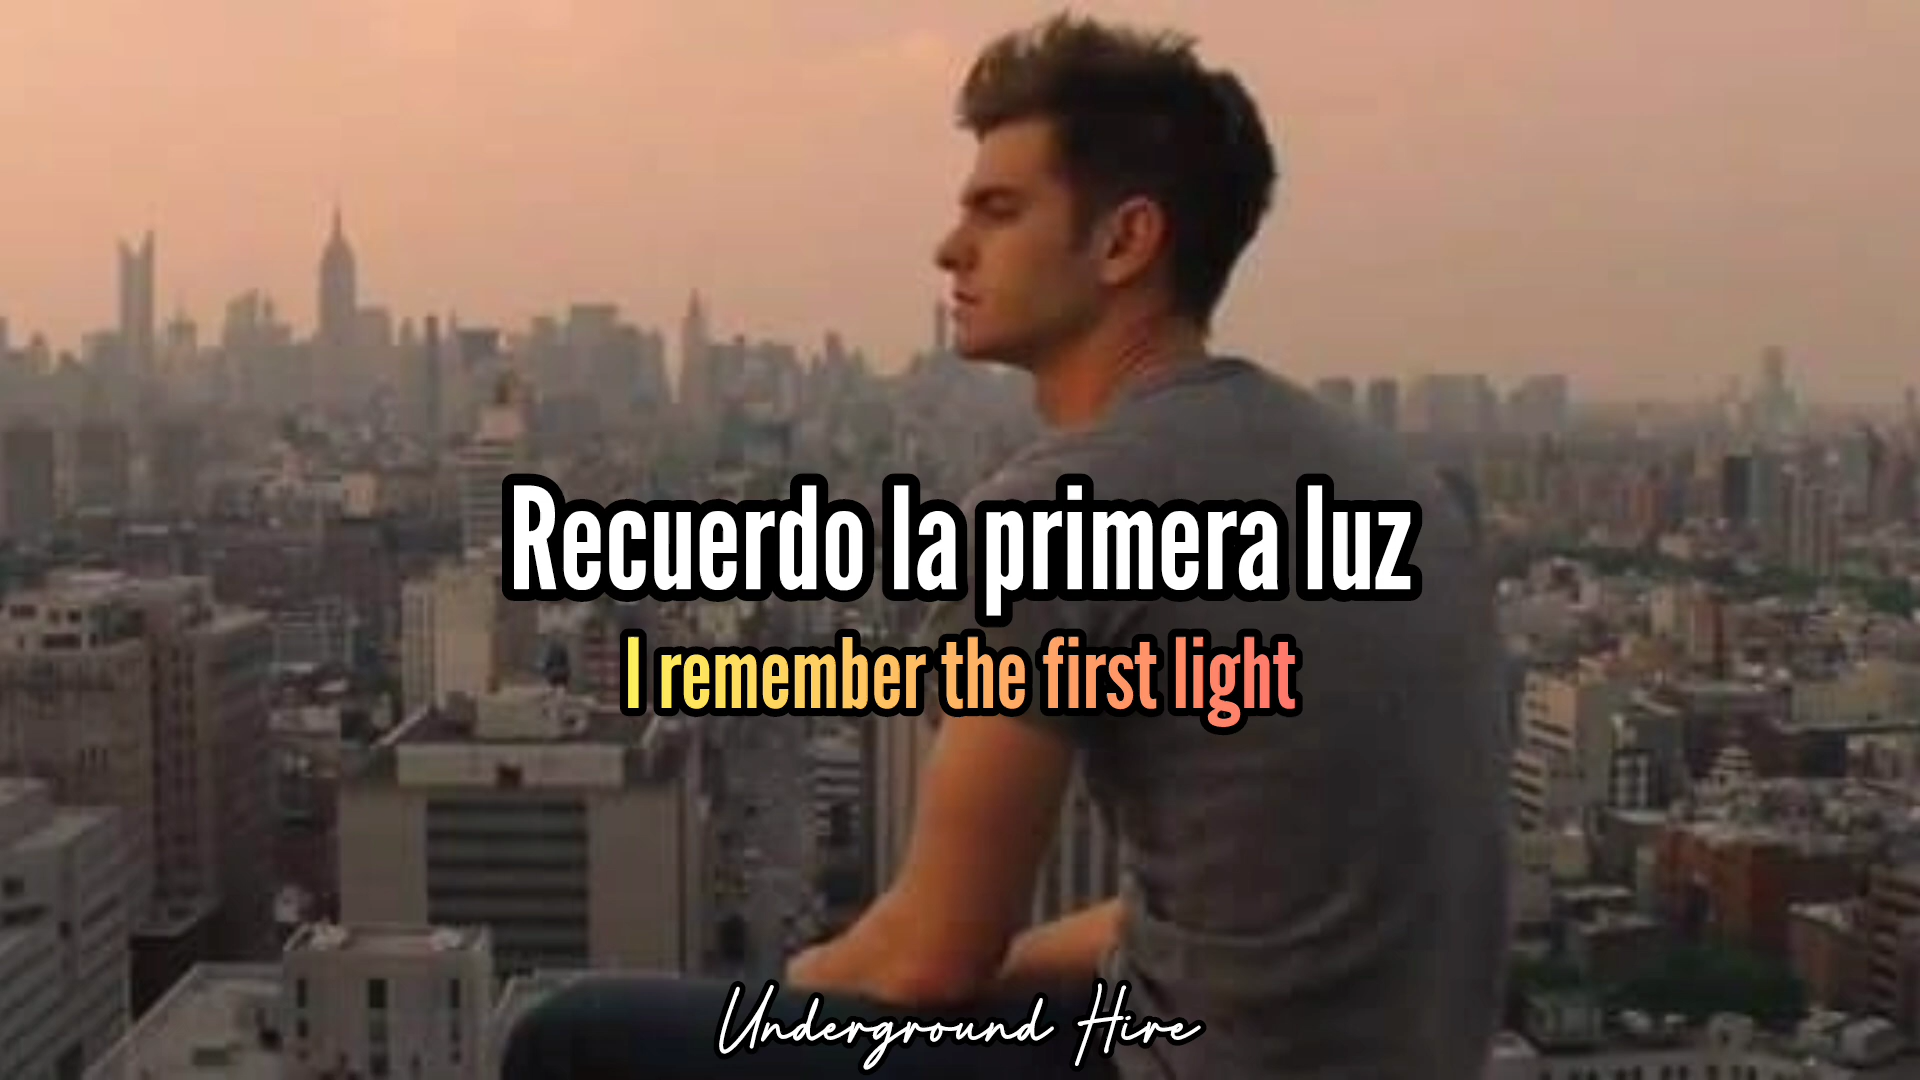 Recuerdo la primera luz
I remember the first light
Underground Hire